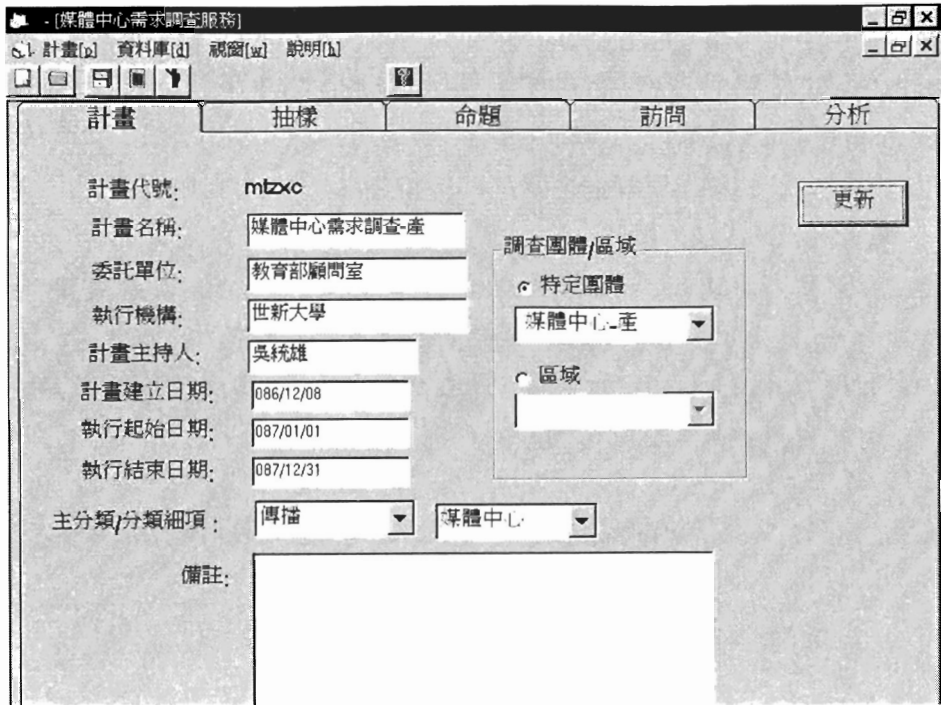 - [媒體中心需求調查服務]
計畫[p] 資料庫[d] 視窗[w] 說明[h]
計畫 抽樣 命題 訪問 分析
計畫代號: mtzxc
更新
計畫名稱: 媒體中心需求調查-產
調查團體/區域
委託單位: 教育部顧問室
特定團體
執行機構: 世新大學
媒體中心-產
計畫主持人: 吳統雄
區域
計畫建立日期: 086/12/08
執行起始日期: 087/01/01
執行結束日期: 087/12/31
主分類/分類細項: 傳播 媒體中心
備註: